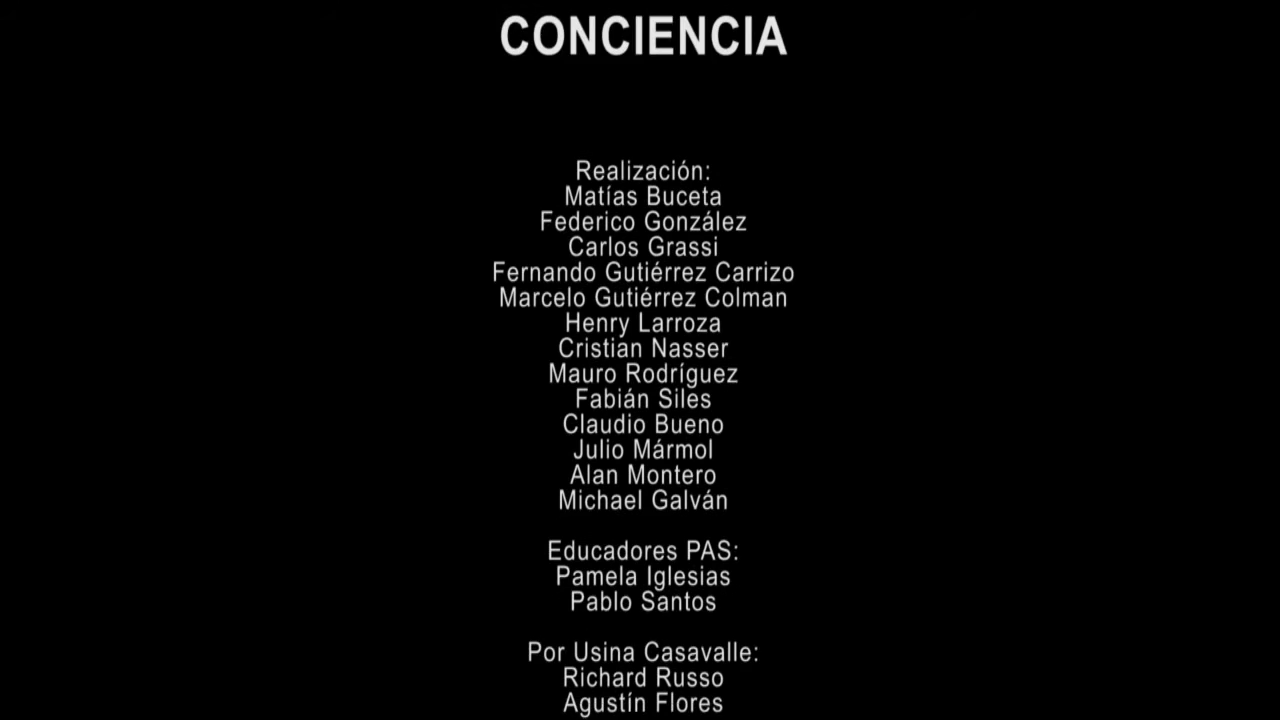 CONCIENCIA
Realización:
Matías Buceta
Federico González
Carlos Grassi
Fernando Gutiérrez Carrizo
Marcelo Gutiérrez Colman
Henry Larroza
Cristian Nasser
Mauro Rodríguez
Fabián Siles
Claudio Bueno
Julio Mármol
Alan Montero
Michael Galván
Educadores PAS:
Pamela Iglesias
Pablo Santos
Por Usina Casavalle:
Richard Russo
Agustín Flores